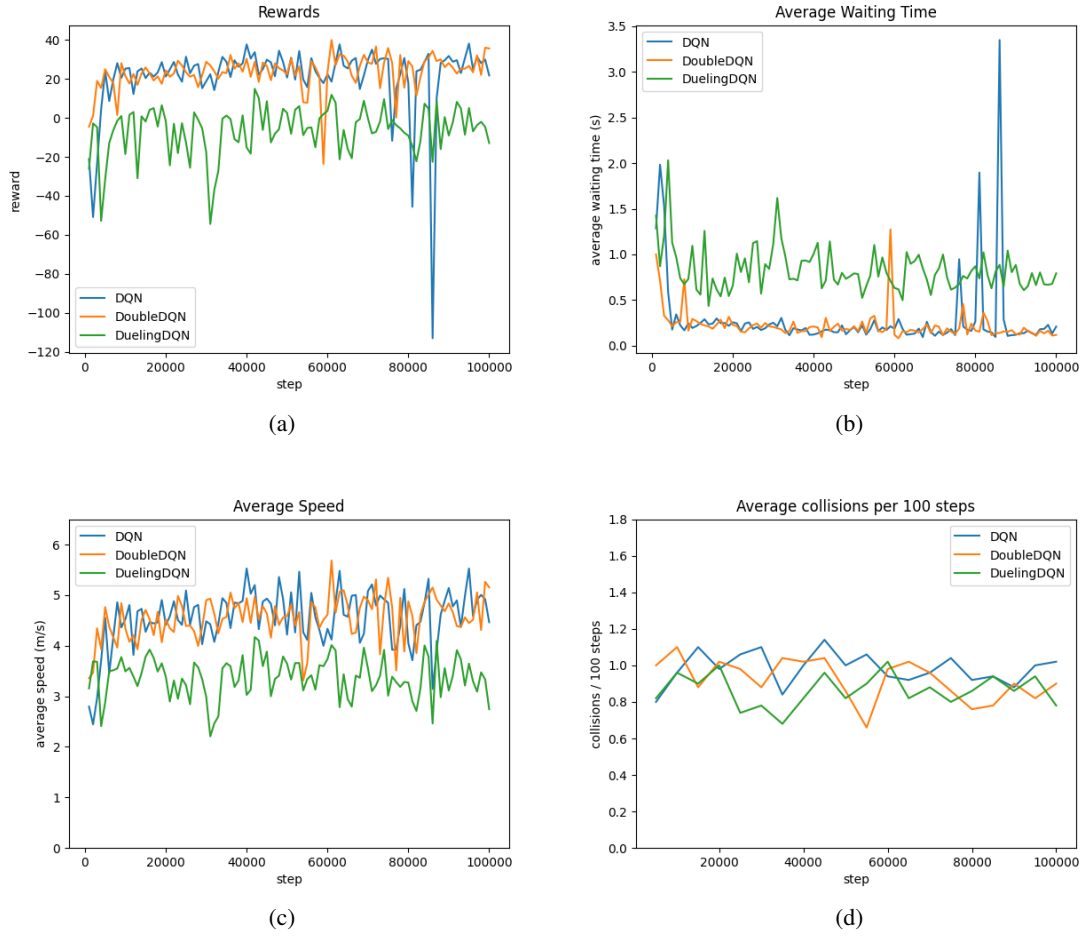 Rewards
40
20
0
−20
−40
−60
−80
−100
−120
reward
DQN
DoubleDQN
DuelingDQN
0 20000 40000 60000 80000 100000
step
(a)
Average Waiting Time
3.5
3.0
2.5
2.0
1.5
1.0
0.5
0.0
average waiting time (s)
DQN
DoubleDQN
DuelingDQN
0 20000 40000 60000 80000 100000
step
(b)
Average Speed
6
5
4
3
2
1
0
average speed (m/s)
DQN
DoubleDQN
DuelingDQN
0 20000 40000 60000 80000 100000
step
(c)
Average collisions per 100 steps
1.8
1.6
1.4
1.2
1.0
0.8
0.6
0.4
0.2
0.0
collisions / 100 steps
DQN
DoubleDQN
DuelingDQN
20000 40000 60000 80000 100000
step
(d)